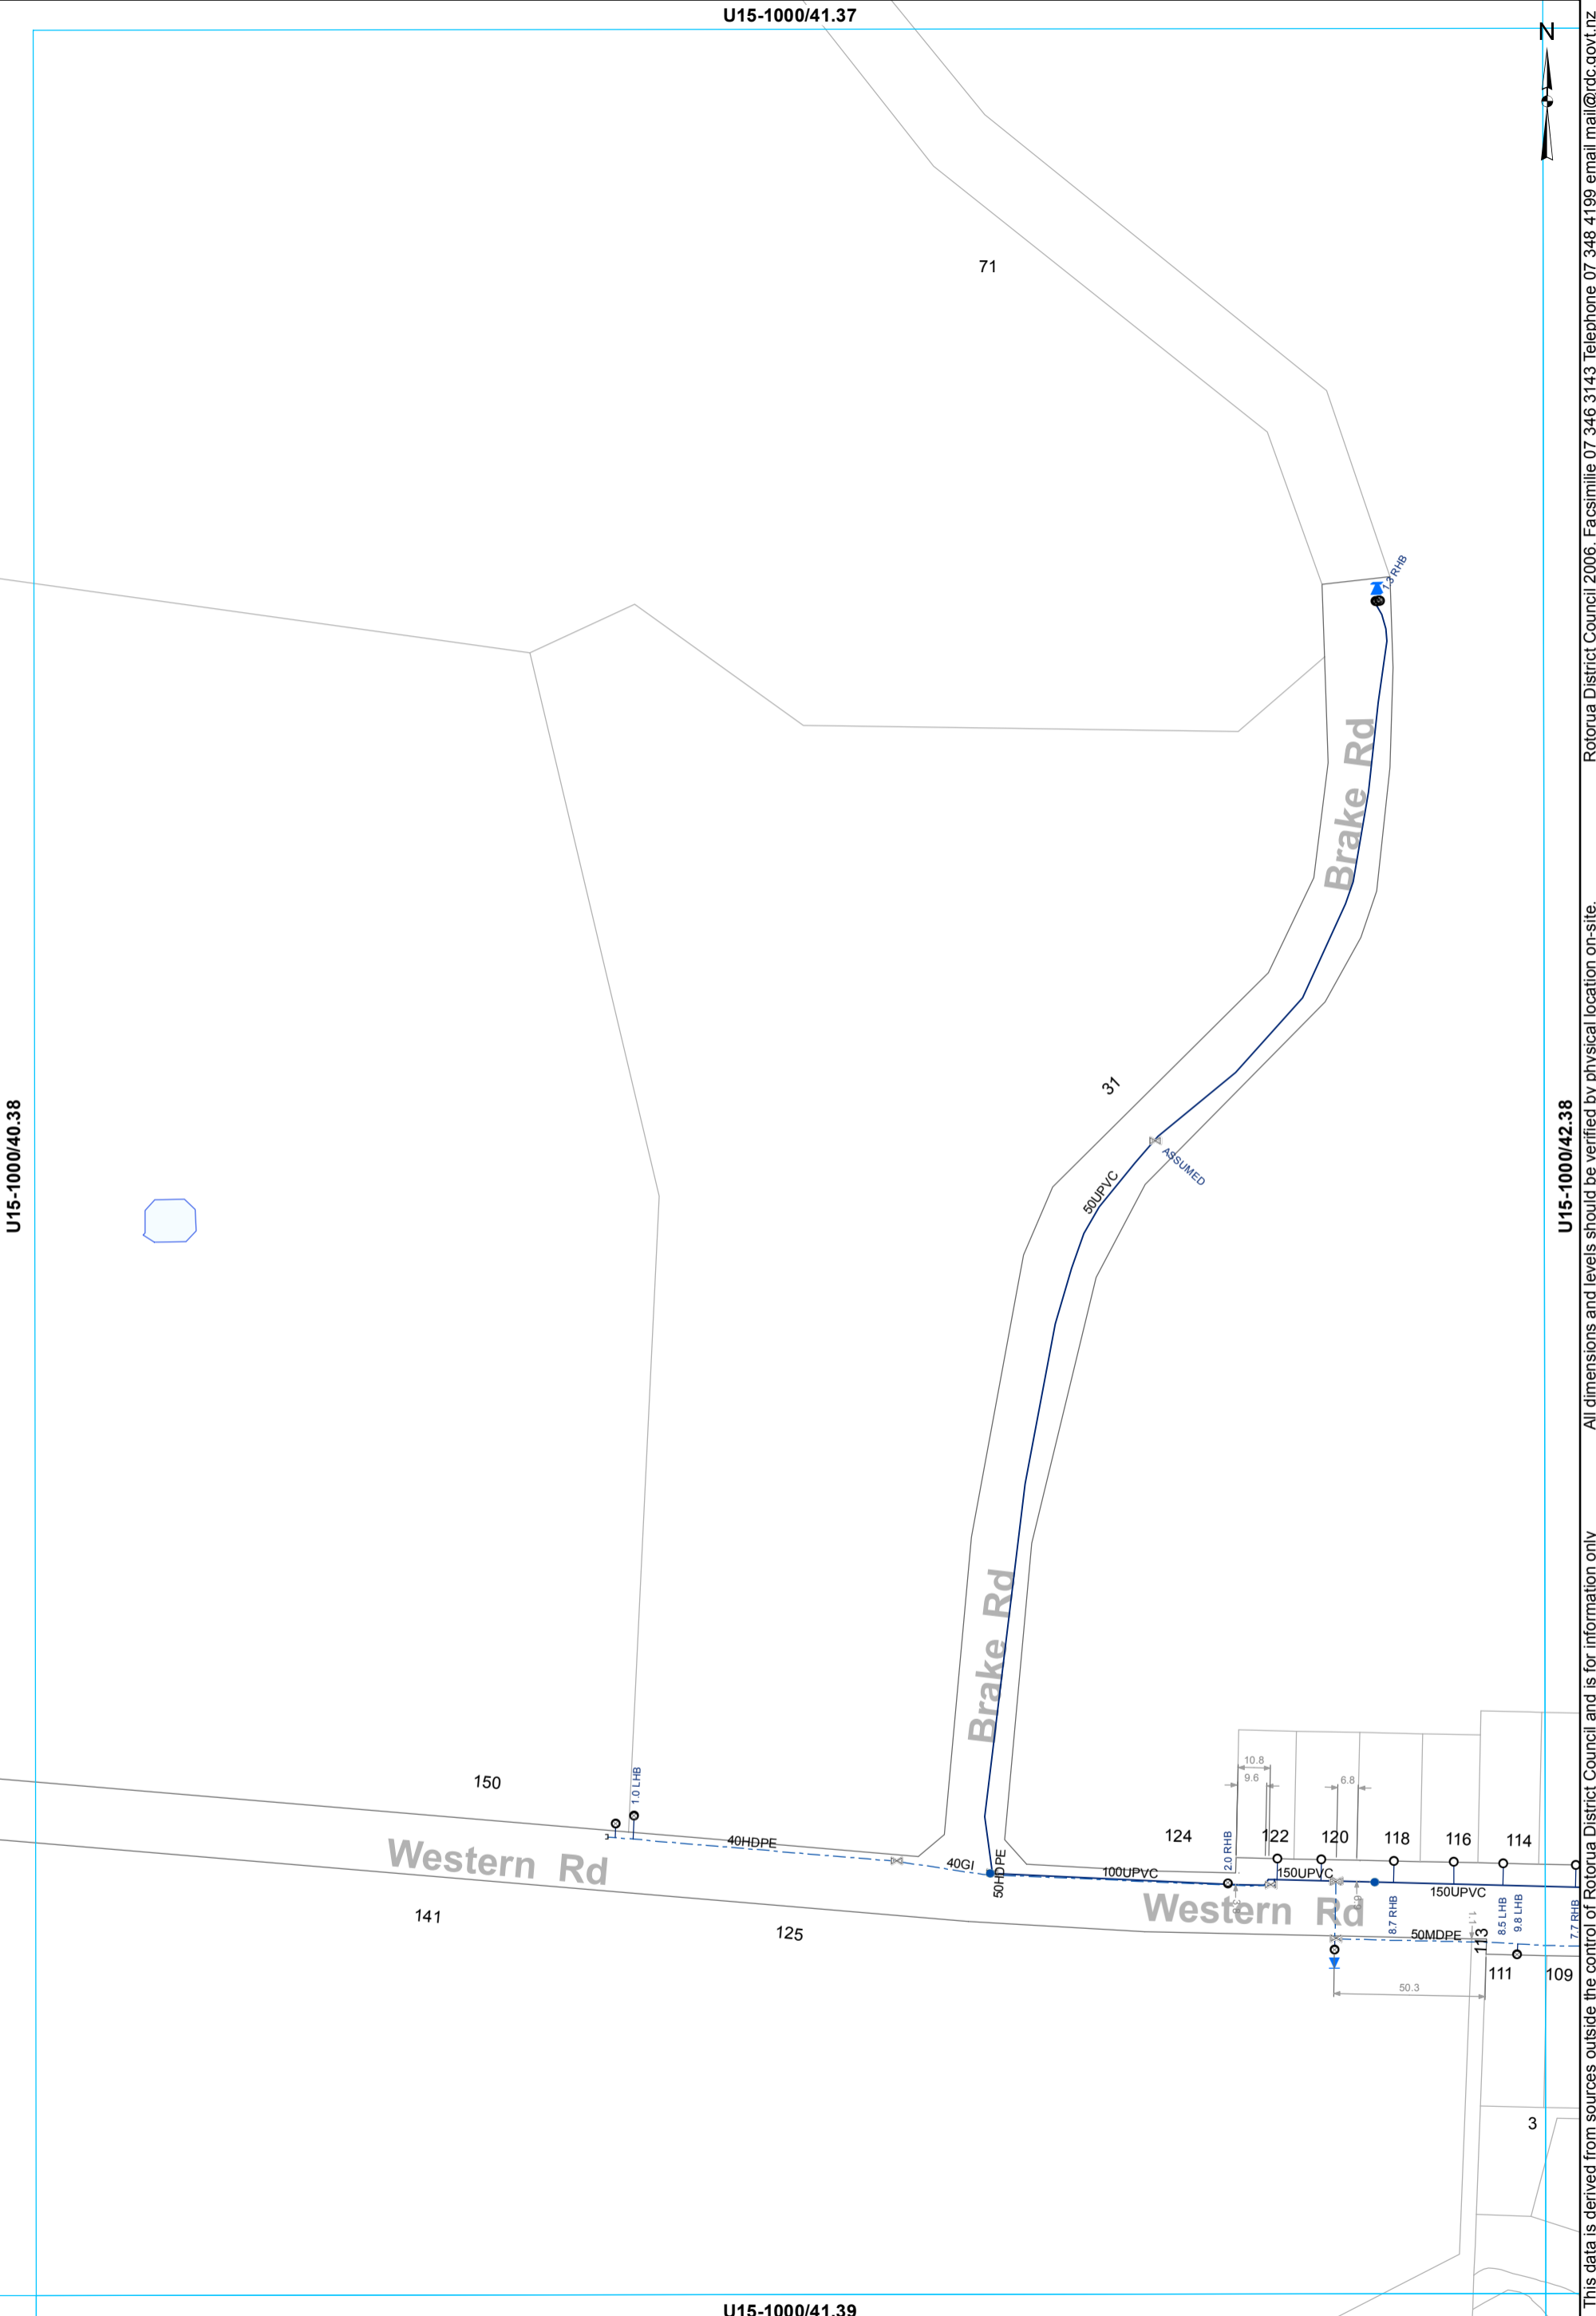 U15-1000/41.37
N
71
1.3 RHB
Brake Rd
31
ASSUMED
50UPVC
U15-1000/40.38
U15-1000/42.38
Brake Rd
150
1.0 LHB
40HDPE
Western Rd
40GI
50HDPE
100UPVC
124
2.0 RHB
10.8
9.6
6.8
122
120
118
116
114
150UPVC
150UPVC
Western Rd
8.7 RHB
8.5 LHB
9.8 LHB
7.7 RHB
1.1
50MDPE
113
111
109
50.3
141
125
3
U15-1000/41.39
This data is derived from sources outside the control of Rotorua District Council and is for information only
All dimensions and levels should be verified by physical location on-site.
Rotorua District Council 2006. Facsimilie 07 346 3143 Telephone 07 348 4199 email mail@rdc.govt.nz